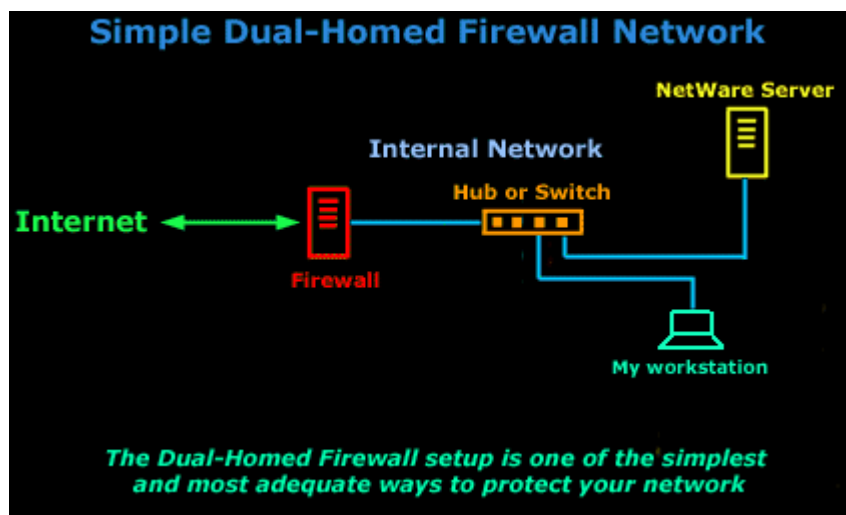 Simple Dual-Homed Firewall Network
NetWare Server
Internal Network
Hub or Switch
Internet
Firewall
My workstation
The Dual-Homed Firewall setup is one of the simplest
and most adequate ways to protect your network